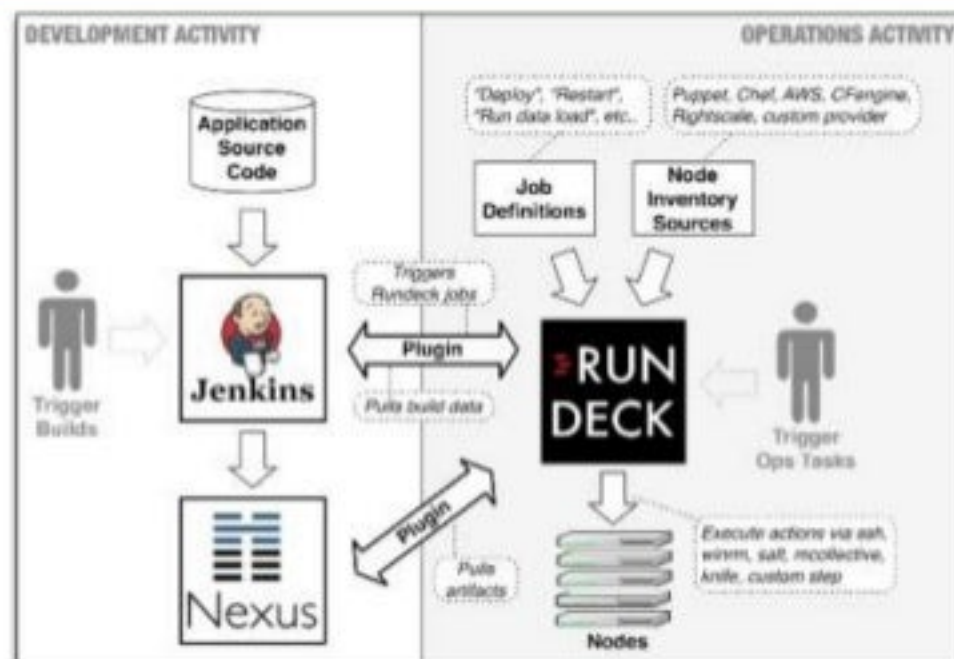 DEVELOPMENT ACTIVITY
OPERATIONS ACTIVITY
Application
Source
Code
"Deploy", "Restart",
"Run data load", etc..
Puppet, Chef, AWS, CFengine,
Rightscale, custom provider
Job
Definitions
Node
Inventory
Sources
Triggers
Rundeck jobs
Plugin
Pulls build data
Jenkins
Trigger
Builds
RUN
DECK
Trigger
Ops Tasks
Plugin
Pulls
artifacts
Nexus
Execute actions via ssh,
winrm, salt, mcollective,
knife, custom step
Nodes